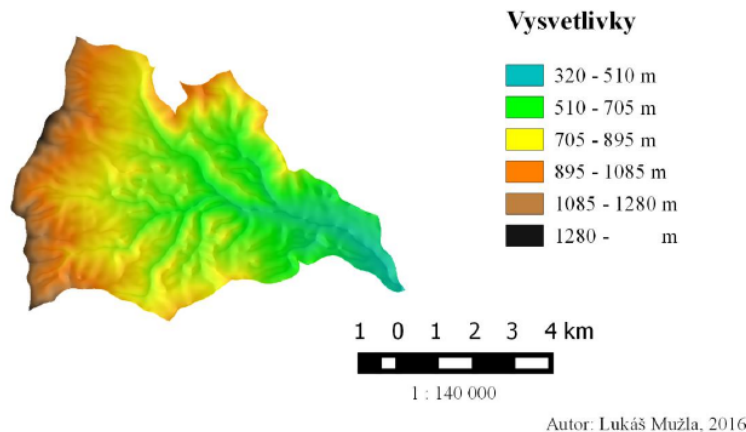 Vysvetlivky
320 - 510 m
510 - 705 m
705 - 895 m
895 - 1085 m
1085 - 1280 m
1280 - m
1 0 1 2 3 4 km
1 : 140 000
Autor: Lukáš Mužla, 2016